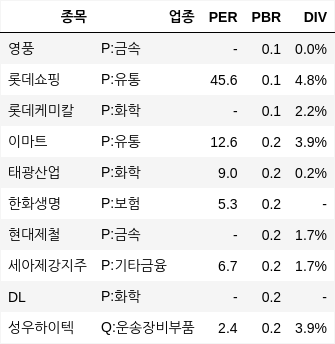 종목 업종 PER PBR DIV
영풍 P:금속 - 0.1 0.0%
롯데쇼핑 P:유통 45.6 0.1 4.8%
롯데케미칼 P:화학 - 0.1 2.2%
이마트 P:유통 12.6 0.2 3.9%
태광산업 P:화학 9.0 0.2 0.2%
한화생명 P:보험 5.3 0.2 -
현대제철 P:금속 - 0.2 1.7%
세아제강지주 P:기타금융 6.7 0.2 1.7%
DL P:화학 - 0.2 -
성우하이텍 Q:운송장비부품 2.4 0.2 3.9%